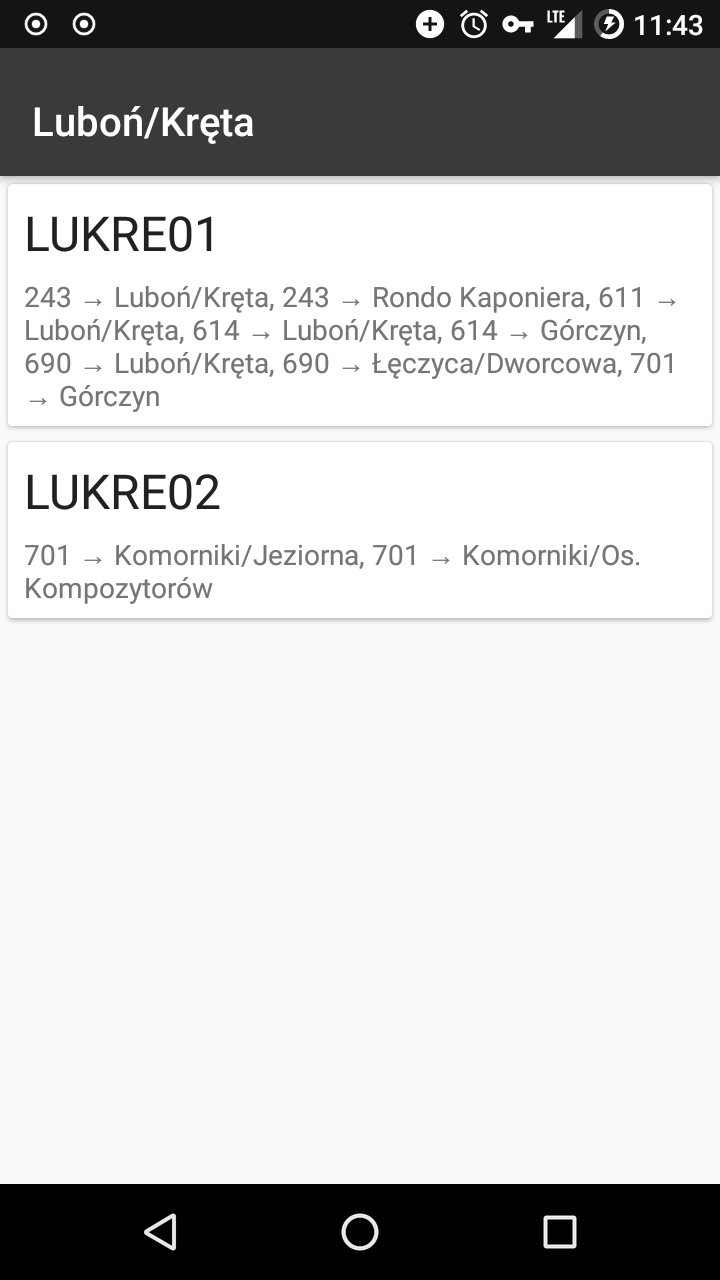 LTE 11:43
Luboń/Kręta
LUKRE01
243 → Luboń/Kręta, 243 → Rondo Kaponiera, 611 →
Luboń/Kręta, 614 → Luboń/Kręta, 614 → Górczyn,
690 → Luboń/Kręta, 690 → Łęczyca/Dworcowa, 701
→ Górczyn
LUKRE02
701 → Komorniki/Jeziorna, 701 → Komorniki/Os.
Kompozytorów